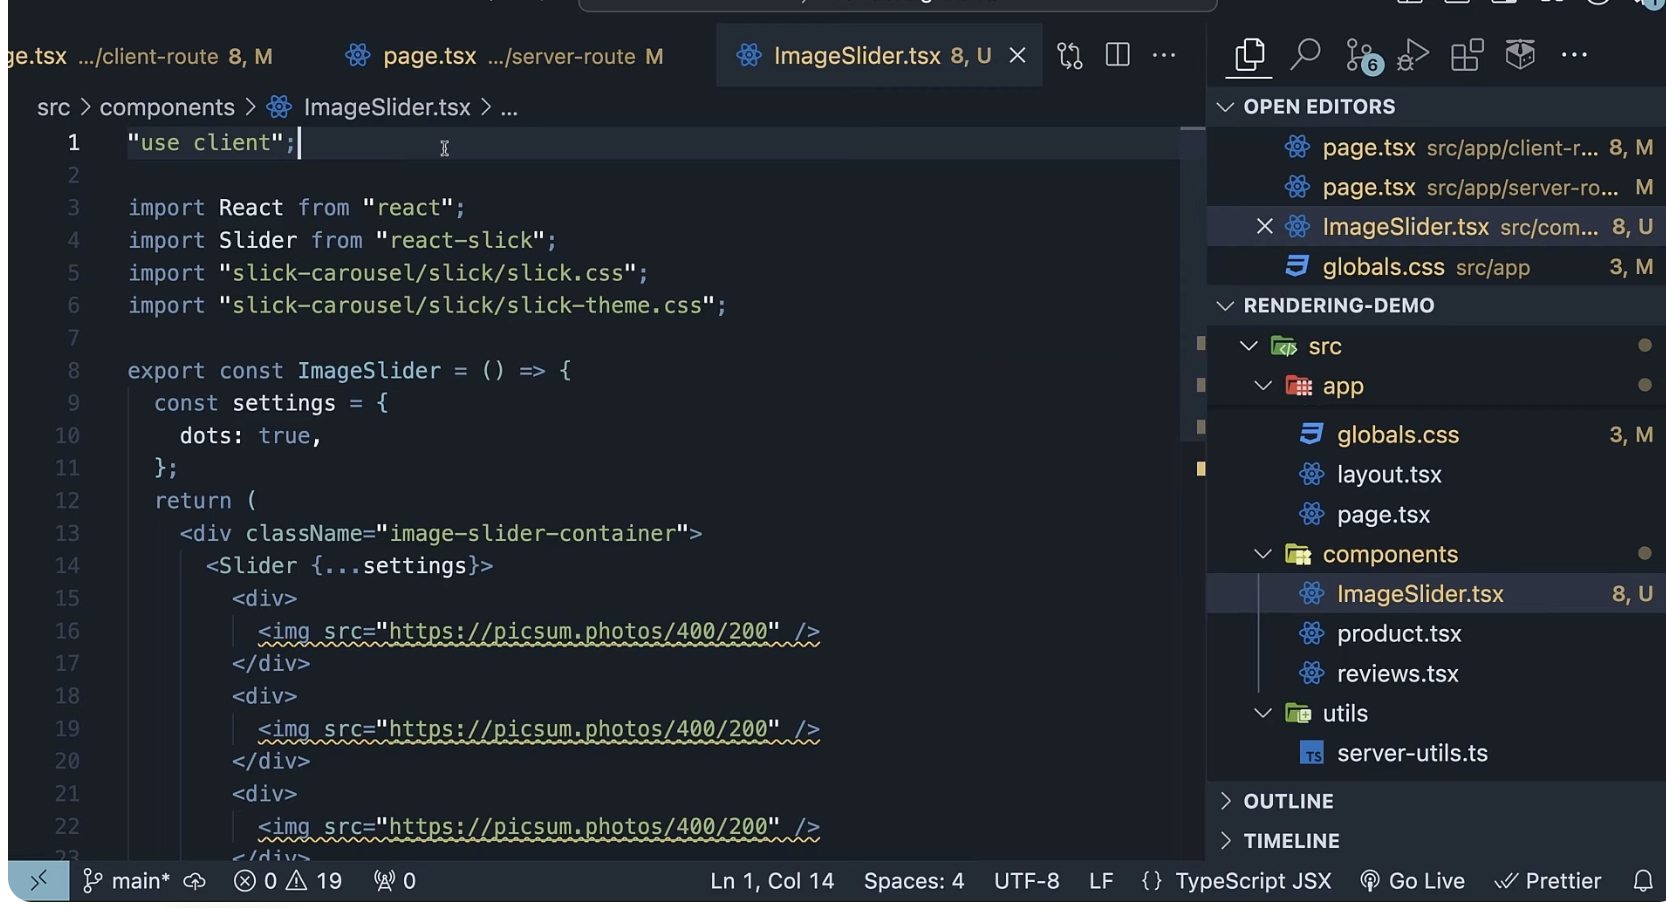 ge.tsx .../client-route 8, M
page.tsx .../server-route M
ImageSlider.tsx 8, U
src > components > ImageSlider.tsx > ...
1 "use client";
2
3 import React from "react";
4 import Slider from "react-slick";
5 import "slick-carousel/slick/slick.css";
6 import "slick-carousel/slick/slick-theme.css";
7
8 export const ImageSlider = () => {
9 const settings = {
10 dots: true,
11 };
12 return (
13 <div className="image-slider-container">
14 <Slider {...settings}>
15 <div>
16 <img src="https://picsum.photos/400/200" />
17 </div>
18 <div>
19 <img src="https://picsum.photos/400/200" />
20 </div>
21 <div>
22 <img src="https://picsum.photos/400/200" />
23 </div>
6
OPEN EDITORS
page.tsx src/app/client-r... 8, M
page.tsx src/app/server-ro... M
ImageSlider.tsx src/com... 8, U
globals.css src/app 3, M
RENDERING-DEMO
src
app
globals.css 3, M
layout.tsx
page.tsx
components
ImageSlider.tsx 8, U
product.tsx
reviews.tsx
utils
TS server-utils.ts
OUTLINE
TIMELINE
main* 0 19 0 Ln 1, Col 14 Spaces: 4 UTF-8 LF {} TypeScript JSX Go Live Prettier